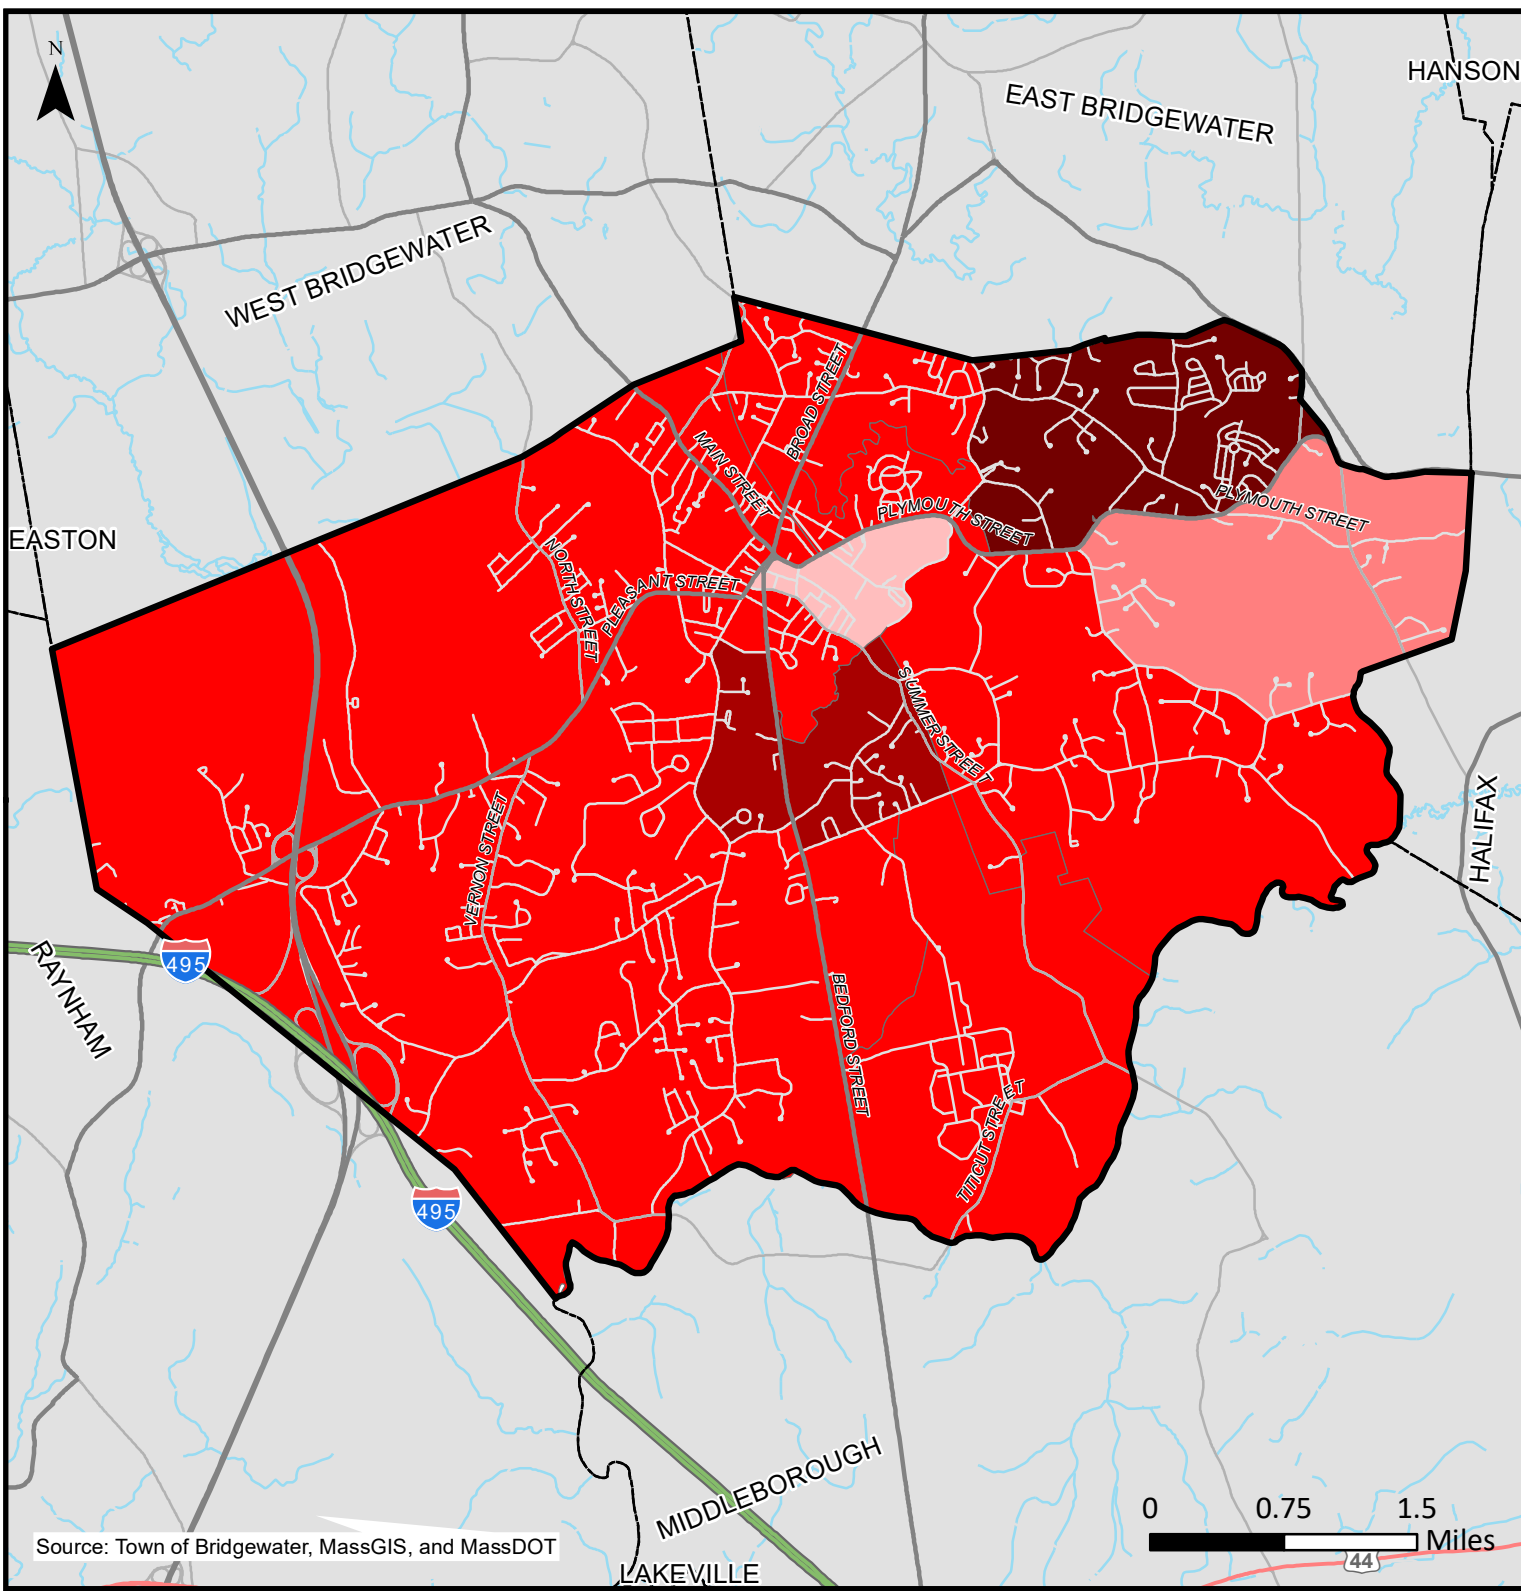 N
HANSON
EAST BRIDGEWATER
WEST BRIDGEWATER
BROAD STREET
MAIN STREET
PLYMOUTH STREET
PLYMOUTH STREET
EASTON
NORTH STREET
PLEASANT STREET
SUMMER STREET
VERNON STREET
HALIFAX
RAYNHAM
495
BEDFORD STREET
TITICUT STREET
495
MIDDLEBOROUGH
0 0.75 1.5
Miles
Source: Town of Bridgewater, MassGIS, and MassDOT
44
LAKEVILLE